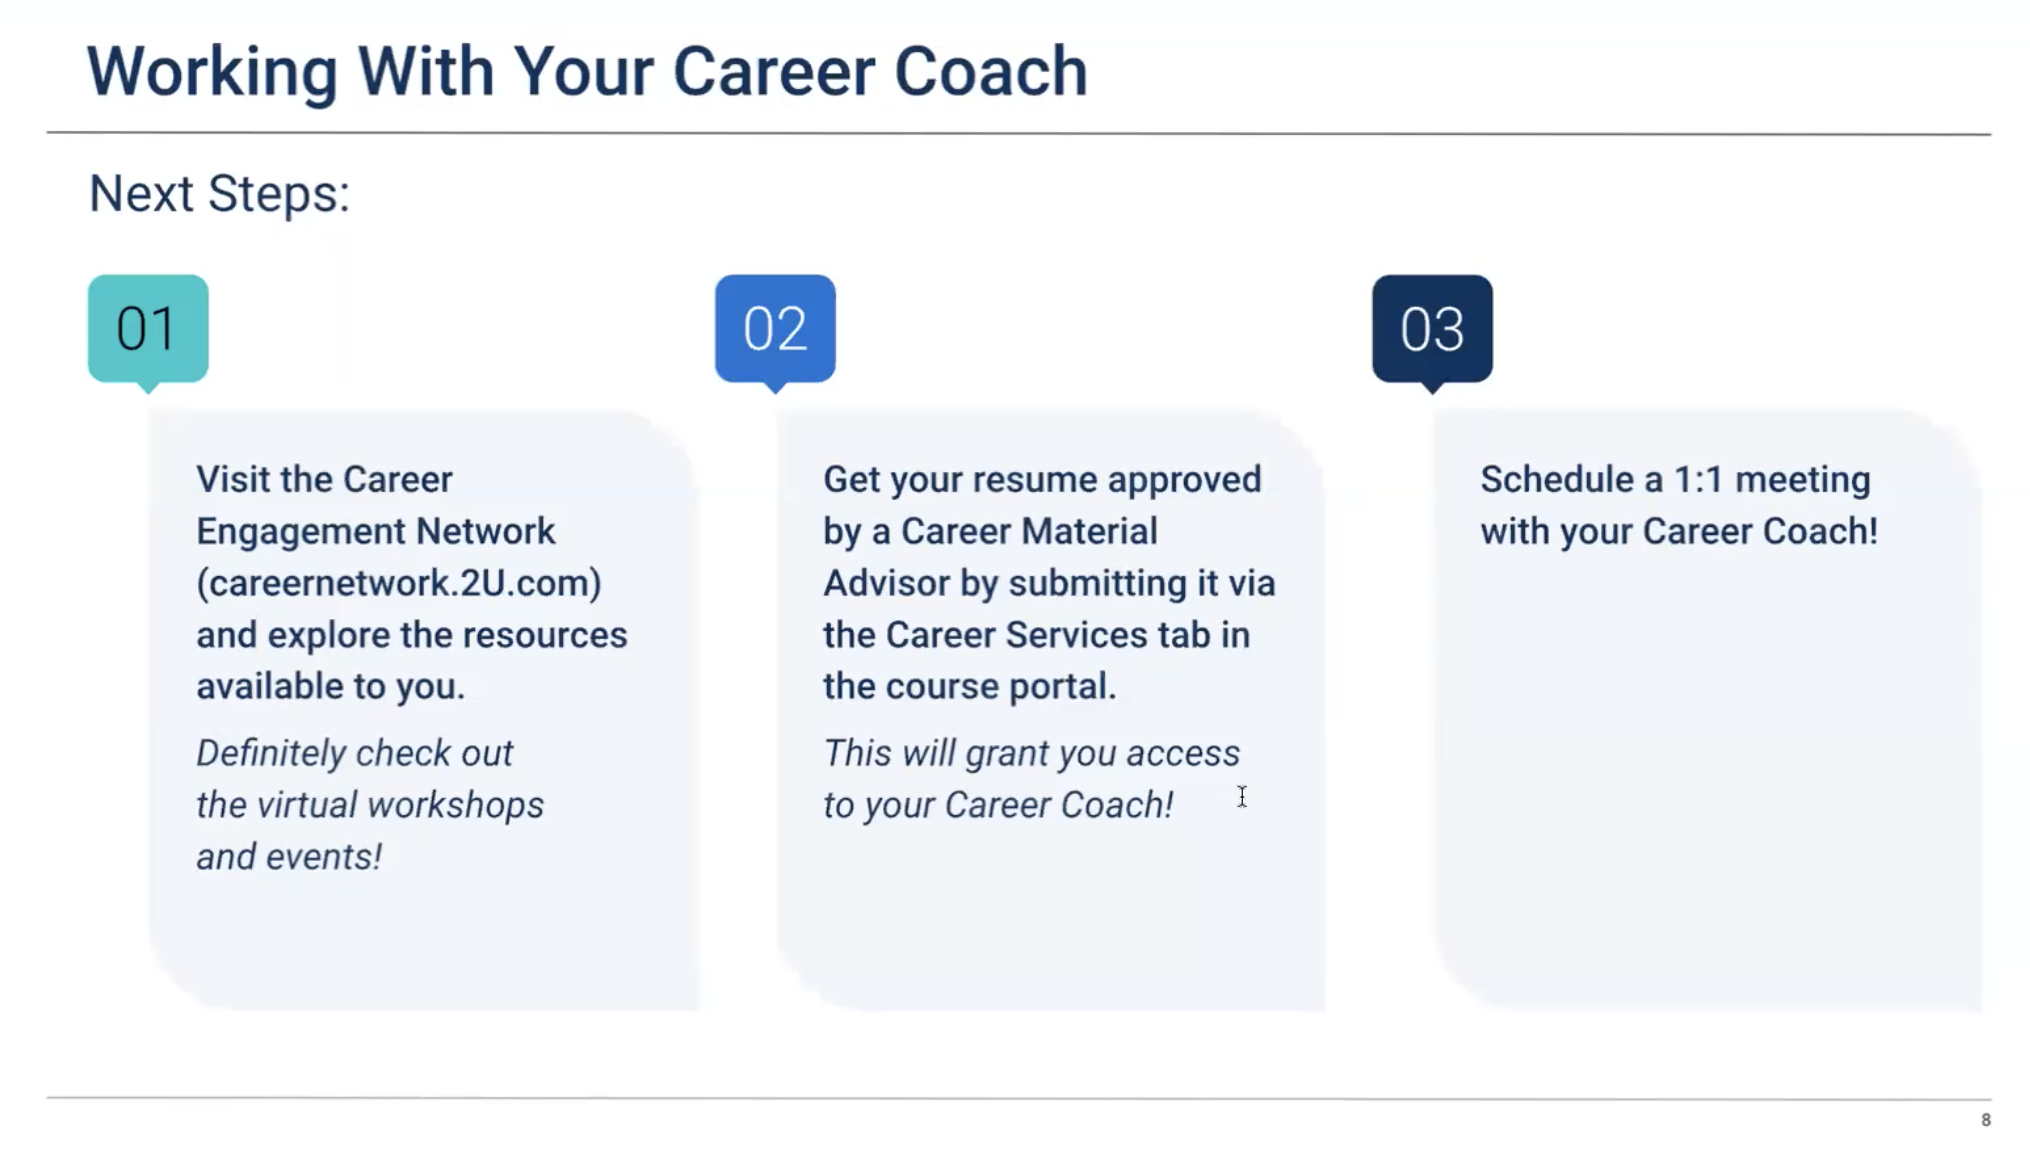 Working With Your Career Coach
Next Steps:
01
Visit the Career
Engagement Network
(careernetwork.2U.com)
and explore the resources
available to you.
Definitely check out
the virtual workshops
and events!
02
Get your resume approved
by a Career Material
Advisor by submitting it via
the Career Services tab in
the course portal.
This will grant you access
to your Career Coach!
03
Schedule a 1:1 meeting
with your Career Coach!
8